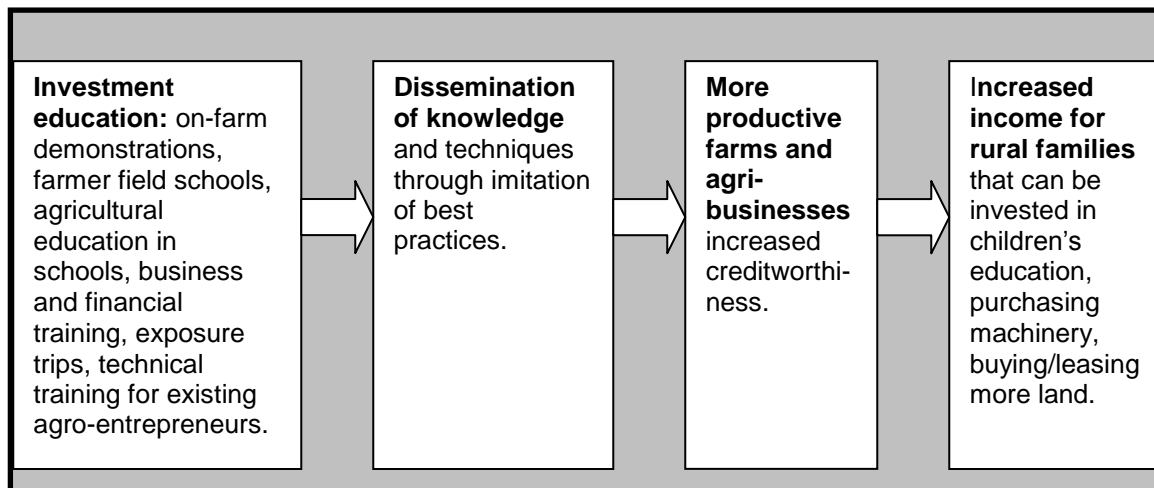 Investment
education: on-farm
demonstrations,
farmer field schools,
agricultural
education in
schools, business
and financial
training, exposure
trips, technical
training for existing
agro-entrepreneurs.
Dissemination
of knowledge
and techniques
through imitation
of best
practices.
More
productive
farms and
agri-
businesses
increased
creditworthi-
ness.
Increased
income for
rural families
that can be
invested in
children’s
education,
purchasing
machinery,
buying/leasing
more land.